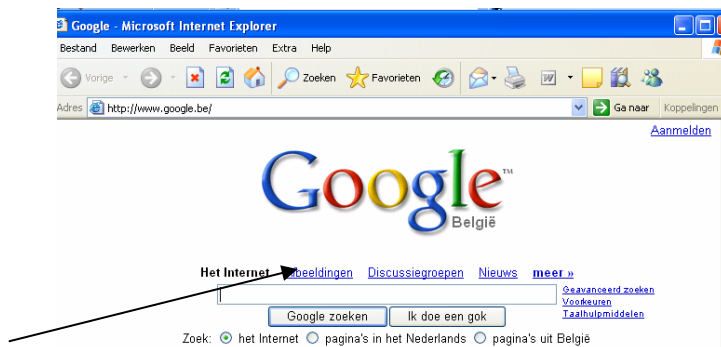 Google - Microsoft Internet Explorer
Bestand Bewerken Beeld Favorieten Extra Help
Vorige Zoeken Favorieten
Adres http://www.google.be/ Ga naar Koppelingen
Aanmelden
Google™
België
Het Internet Discussiegroepen Nieuws meer »
Geavanceerd zoeken
Voorkeuren
Taalhulpmiddelen
Google zoeken Ik doe een gok
Zoek: het Internet pagina's in het Nederlands pagina's uit België